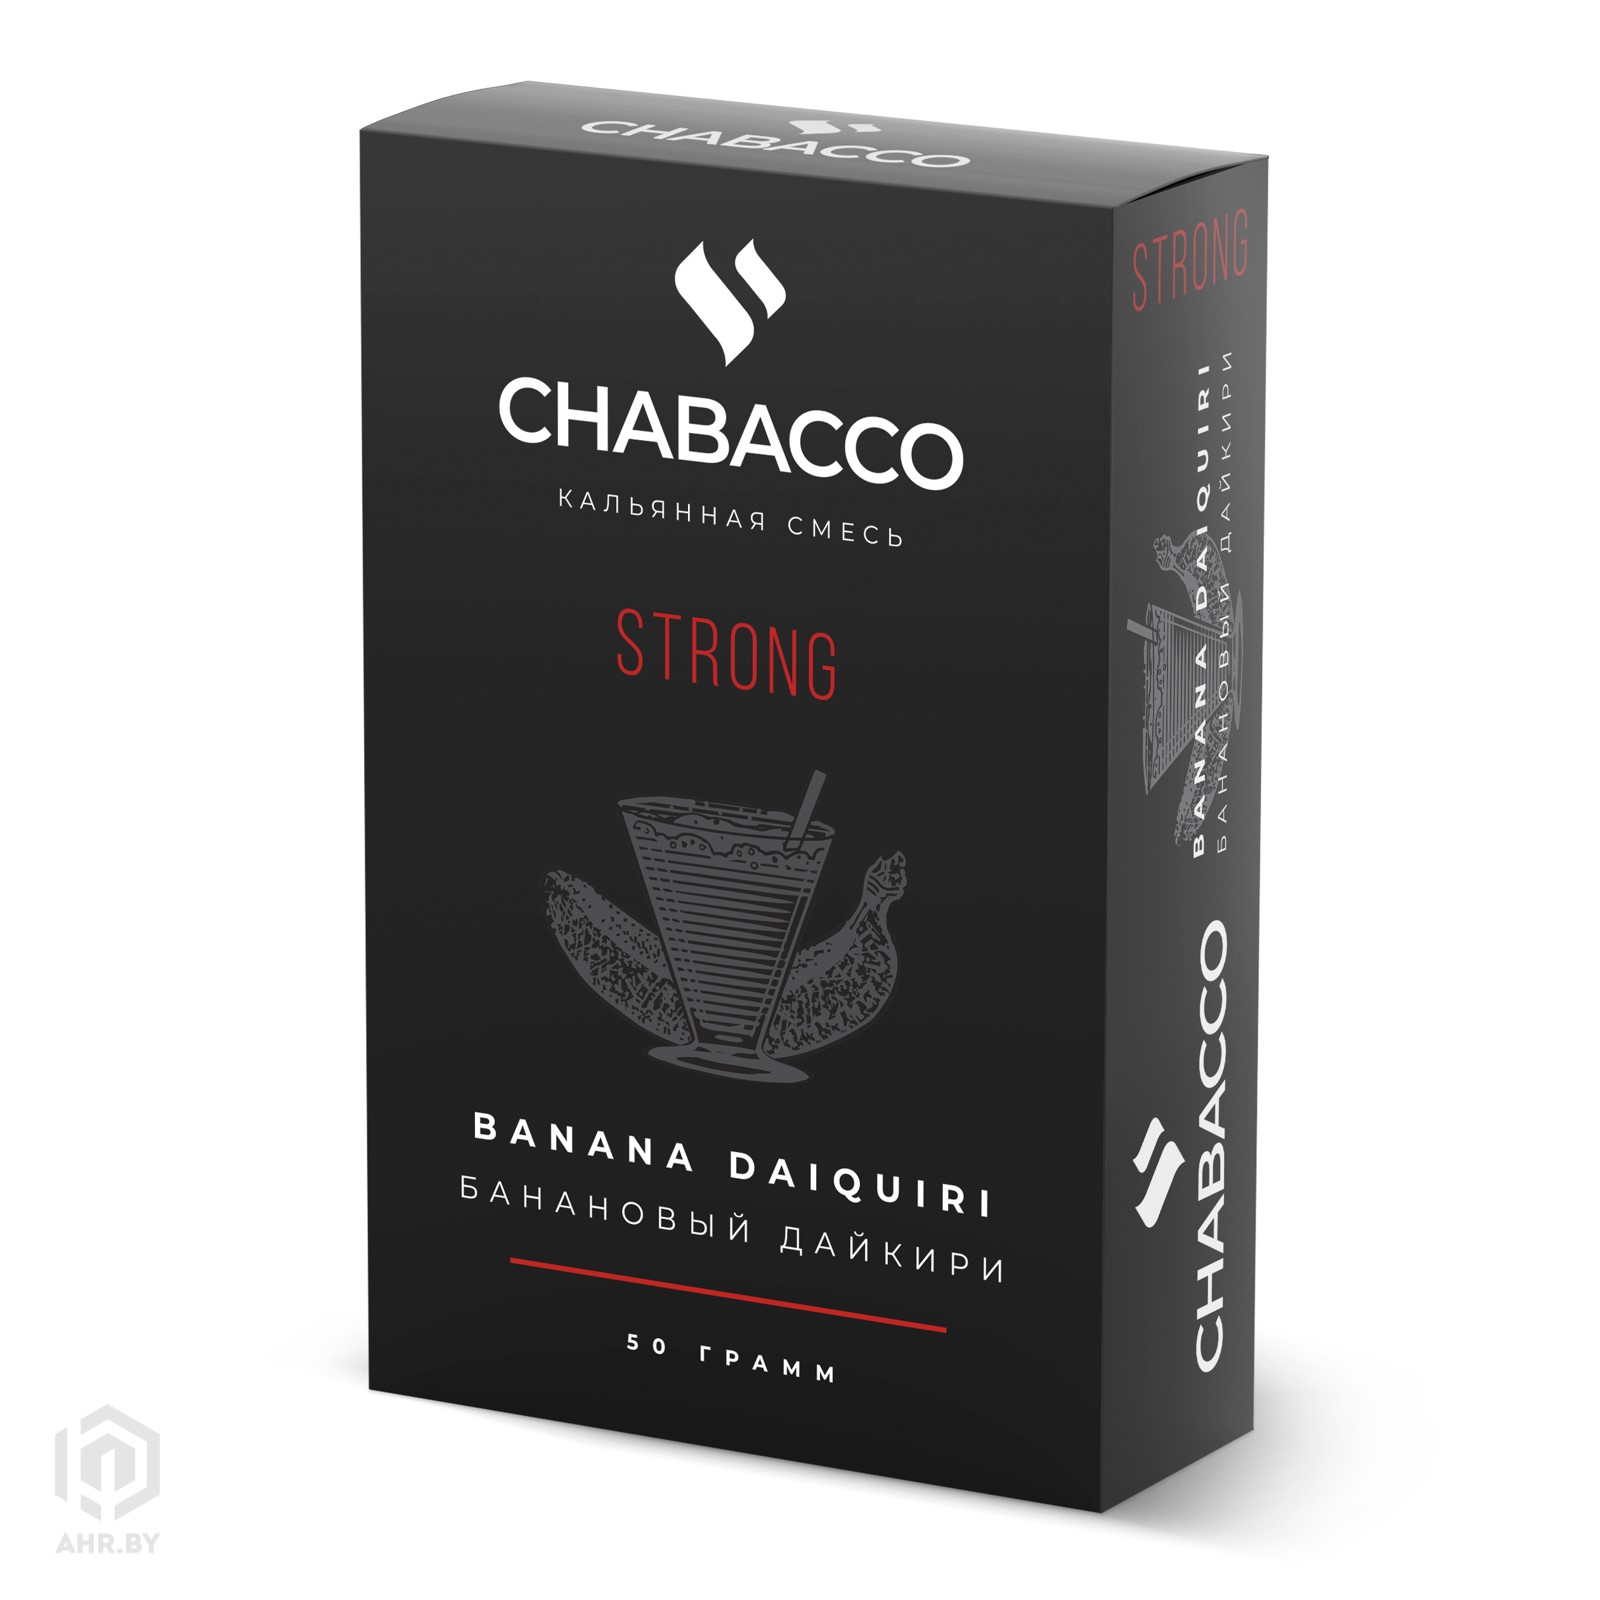 CHABACCO
CHABACCO
КАЛЬЯННАЯ СМЕСЬ
STRONG
BANANA DAIQUIRI
БАНАНОВЫЙ ДАЙКИРИ
50 ГРАММ
STRONG
BANANA DAIQUIRI
БАНАНОВЫЙ ДАЙКИРИ
CHABACCO
AHR.BY